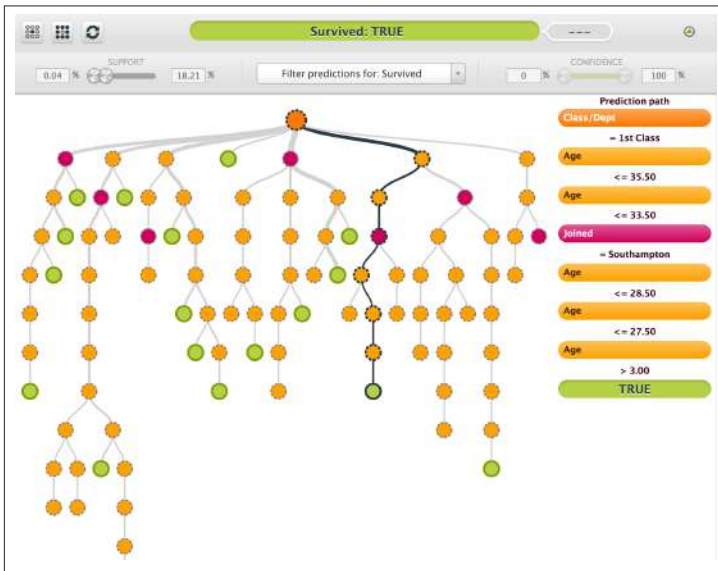 Survived: TRUE
---
SUPPORT
0.04 %
18.21 %
Filter predictions for: Survived
CONFIDENCE
0 %
100 %
Prediction path
Class/Dept
= 1st Class
Age
<= 35.50
Age
<= 33.50
Joined
= Southampton
Age
<= 28.50
Age
<= 27.50
Age
> 3.00
TRUE